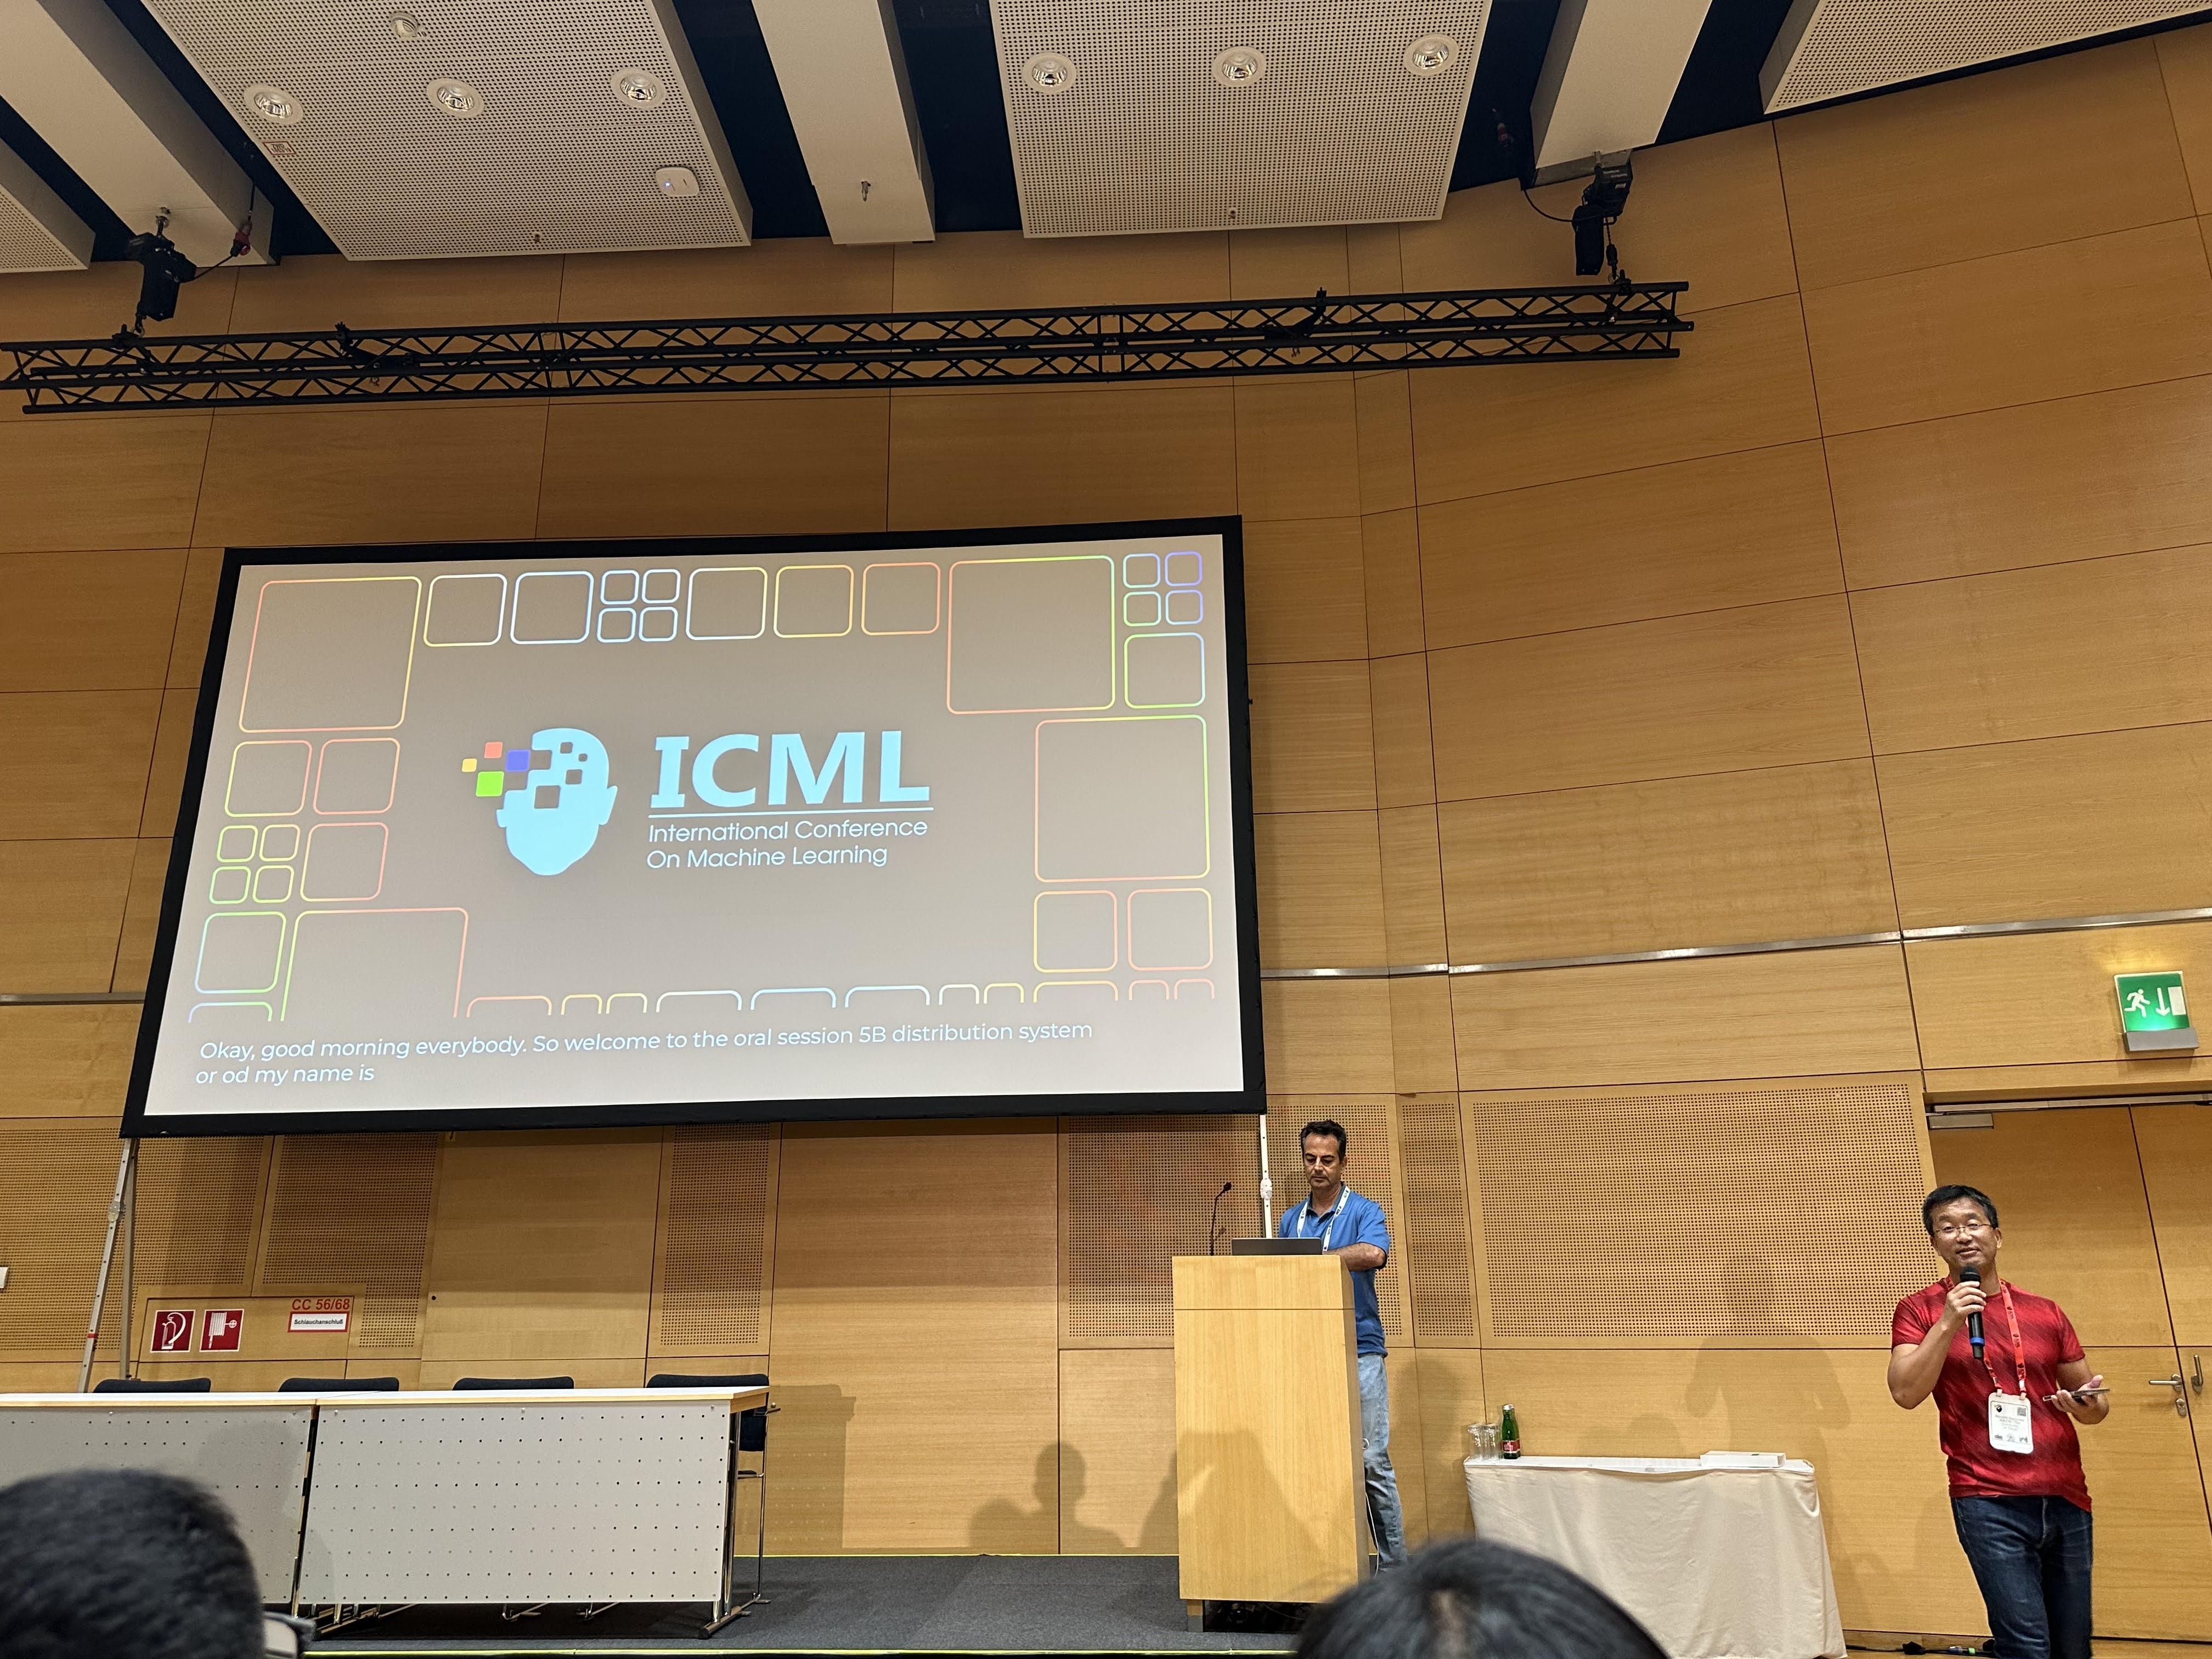 ICML
International Conference
On Machine Learning
Okay, good morning everybody. So welcome to the oral session 5B distribution system
or od my name is
CC 56/68
Schlauchanschluß